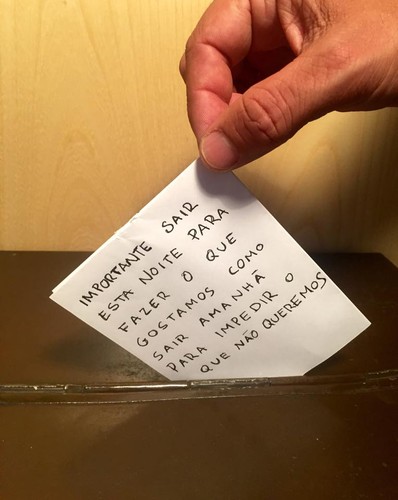 IMPORTANTE SAIR
ESTA NOITE PARA
FAZER O QUE
GOSTAMOS COMO
SAIR AMANHÃ
PARA IMPEDIR O
QUE NÃO QUEREMOS